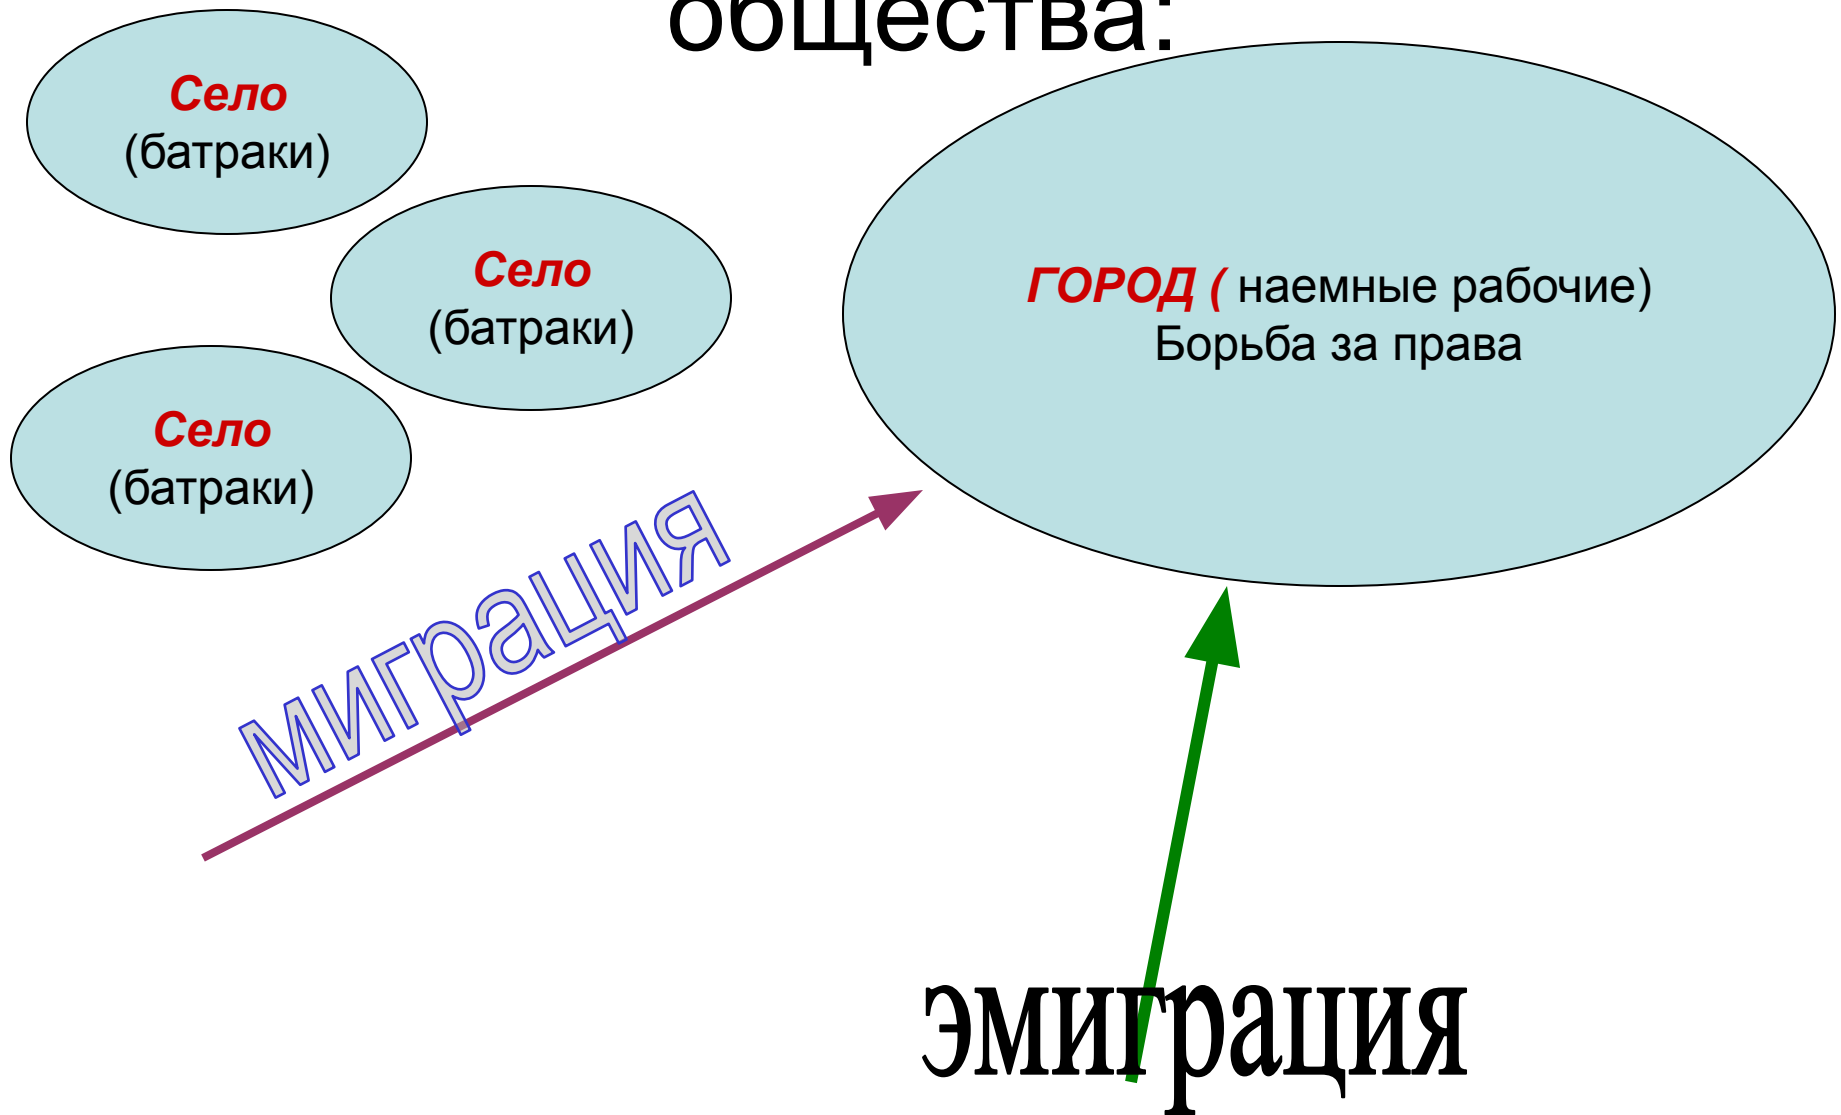 общества:
Село
(батраки)
Село
(батраки)
Село
(батраки)
ГОРОД ( наемные рабочие)
Борьба за права
миграция
эмиграция